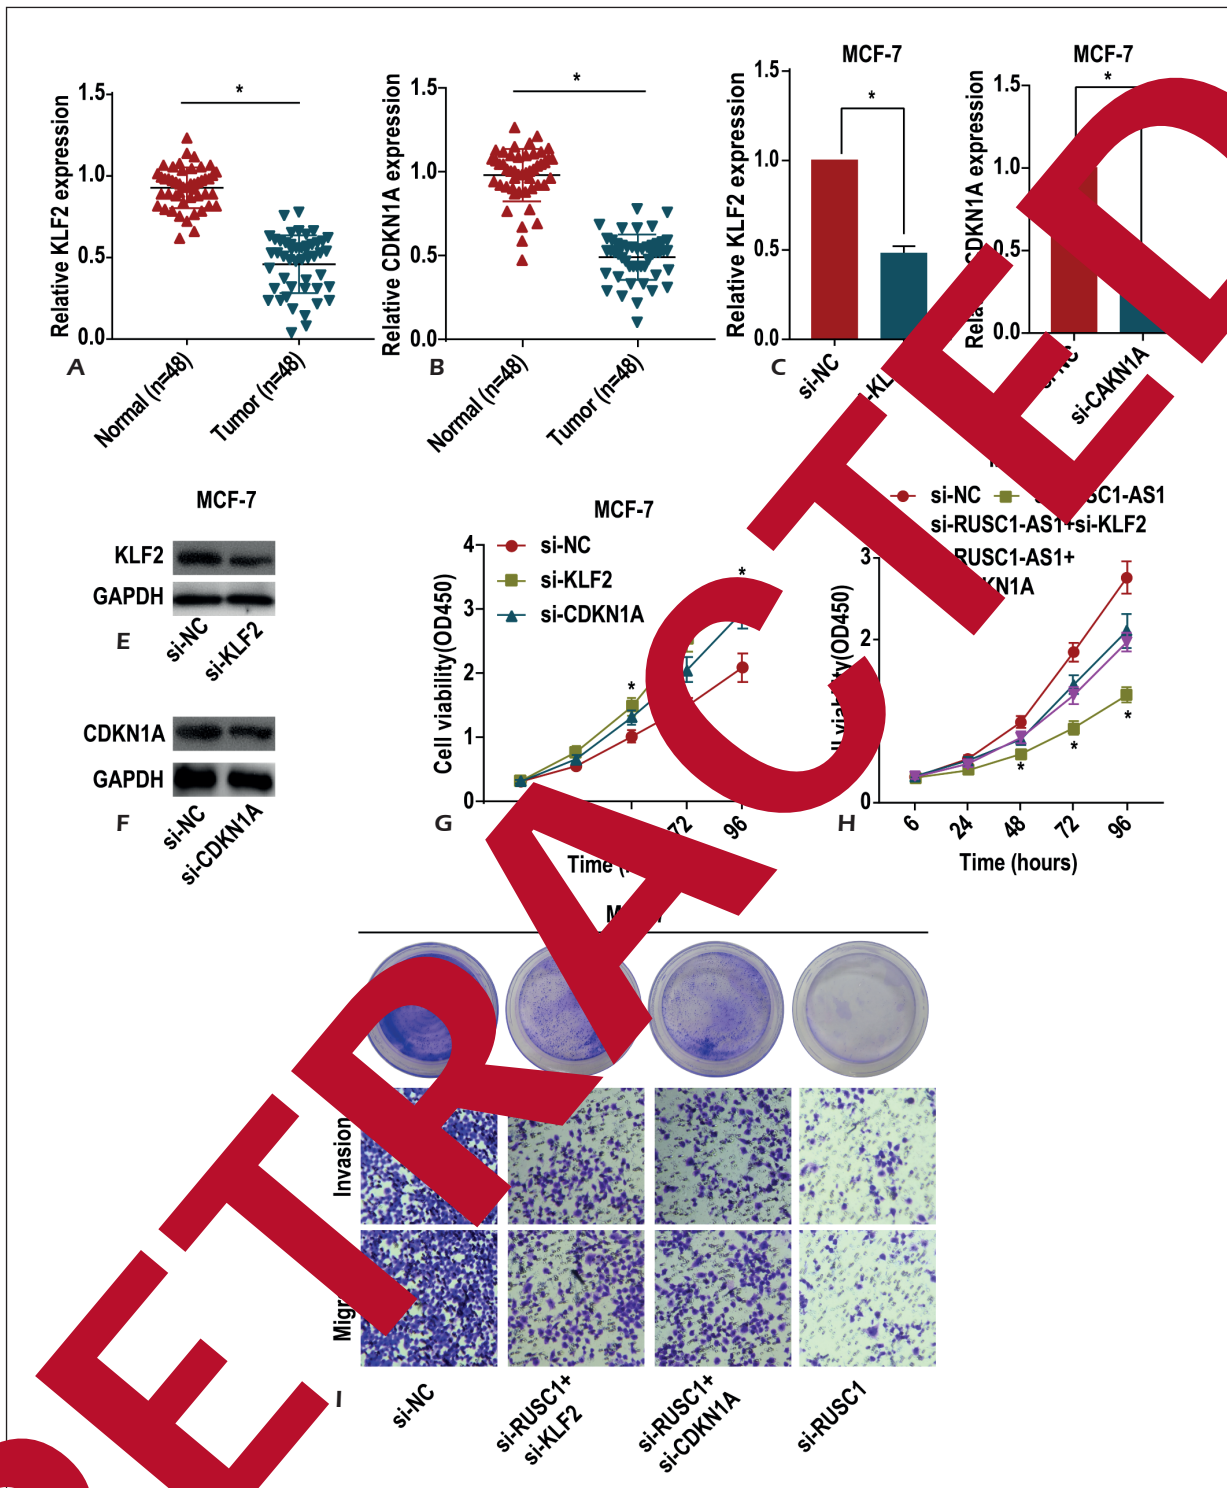 1.5
1.0
0.5
0.0
Relative KLF2 expression
*
Normal (n=48)
Tumor (n=48)
A
1.5
1.0
0.5
0.0
Relative CDKN1A expression
*
Normal (n=48)
Tumor (n=48)
B
MCF-7
1.5
1.0
0.5
0.0
Relative KLF2 expression
*
si-NC
C
MCF-7
1.5
1.0
0.5
0.0
CDKN1A expression
*
si-CAKN1A
MCF-7
KLF2
GAPDH
si-NC
si-KLF2
E
CDKN1A
GAPDH
si-NC
si-CDKN1A
F
MCF-7
si-NC
si-KLF2
si-CDKN1A
4
3
2
1
0
Cell viability(OD450)
*
*
72
96
Time
G
si-NC
si-RUSC1-AS1+si-KLF2
RUSC1-AS1+
3
2
0
viability(OD450)
*
*
*
6
24
48
72
96
Time (hours)
H
Invasion
si-NC
si-RUSC1+
si-KLF2
si-RUSC1+
si-CDKN1A
si-RUSC1
I
RETRACTED